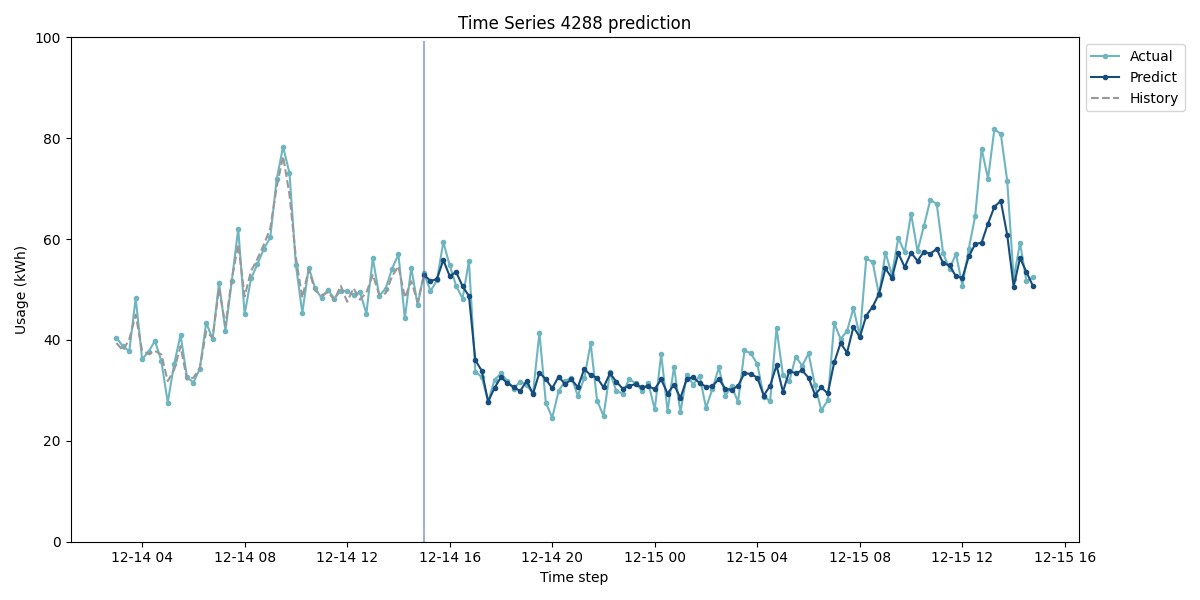 Time Series 4288 prediction
Usage (kWh)
100
80
60
40
20
0
12-14 04
12-14 08
12-14 12
12-14 16
12-14 20
12-15 00
12-15 04
12-15 08
12-15 12
12-15 16
Time step
Actual
Predict
History